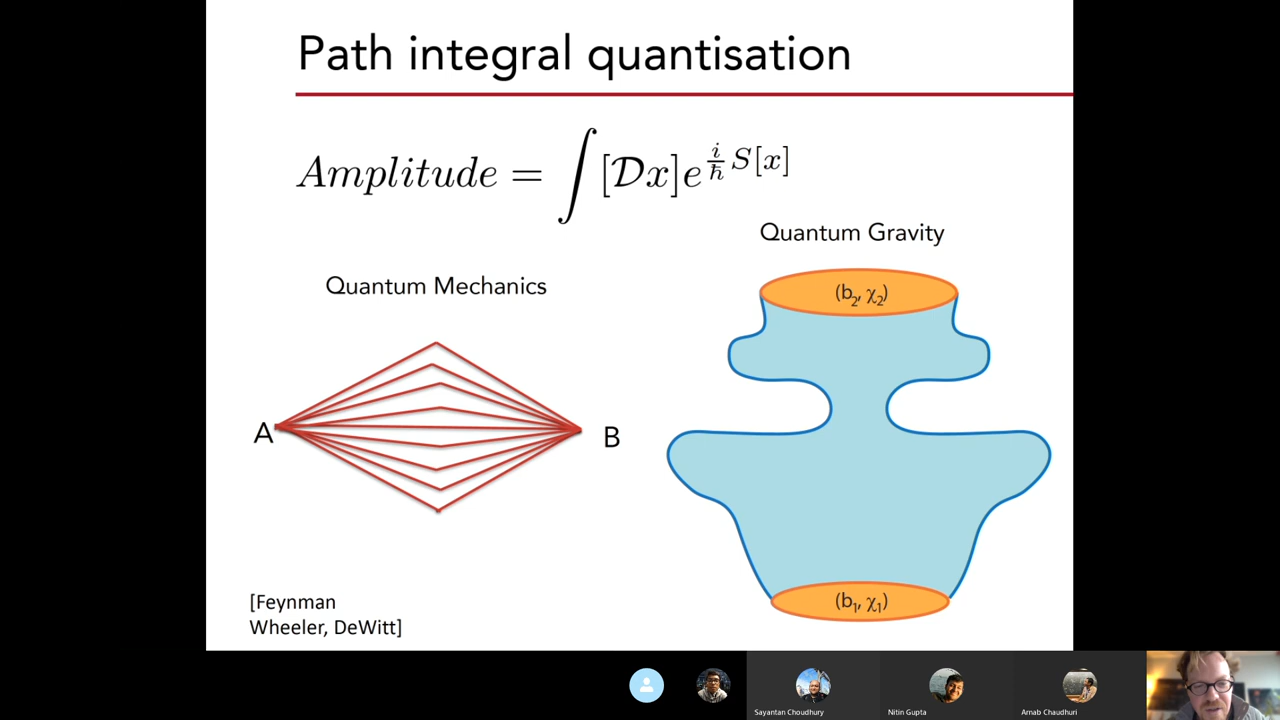 Path integral quantisation
Amplitude = ∫[𝒟x]e^{\frac{i}{ħ}S[x]}
Quantum Gravity
Quantum Mechanics
(b₂, χ₂)
A
B
(b₁, χ₁)
[Feynman
Wheeler, DeWitt]
Sayantan Choudhury
Nitin Gupta
Arnab Chaudhuri